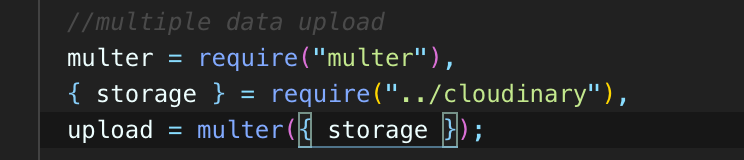 //multiple data upload
multer = require("multer"),
{ storage } = require("../cloudinary"),
upload = multer({ storage });